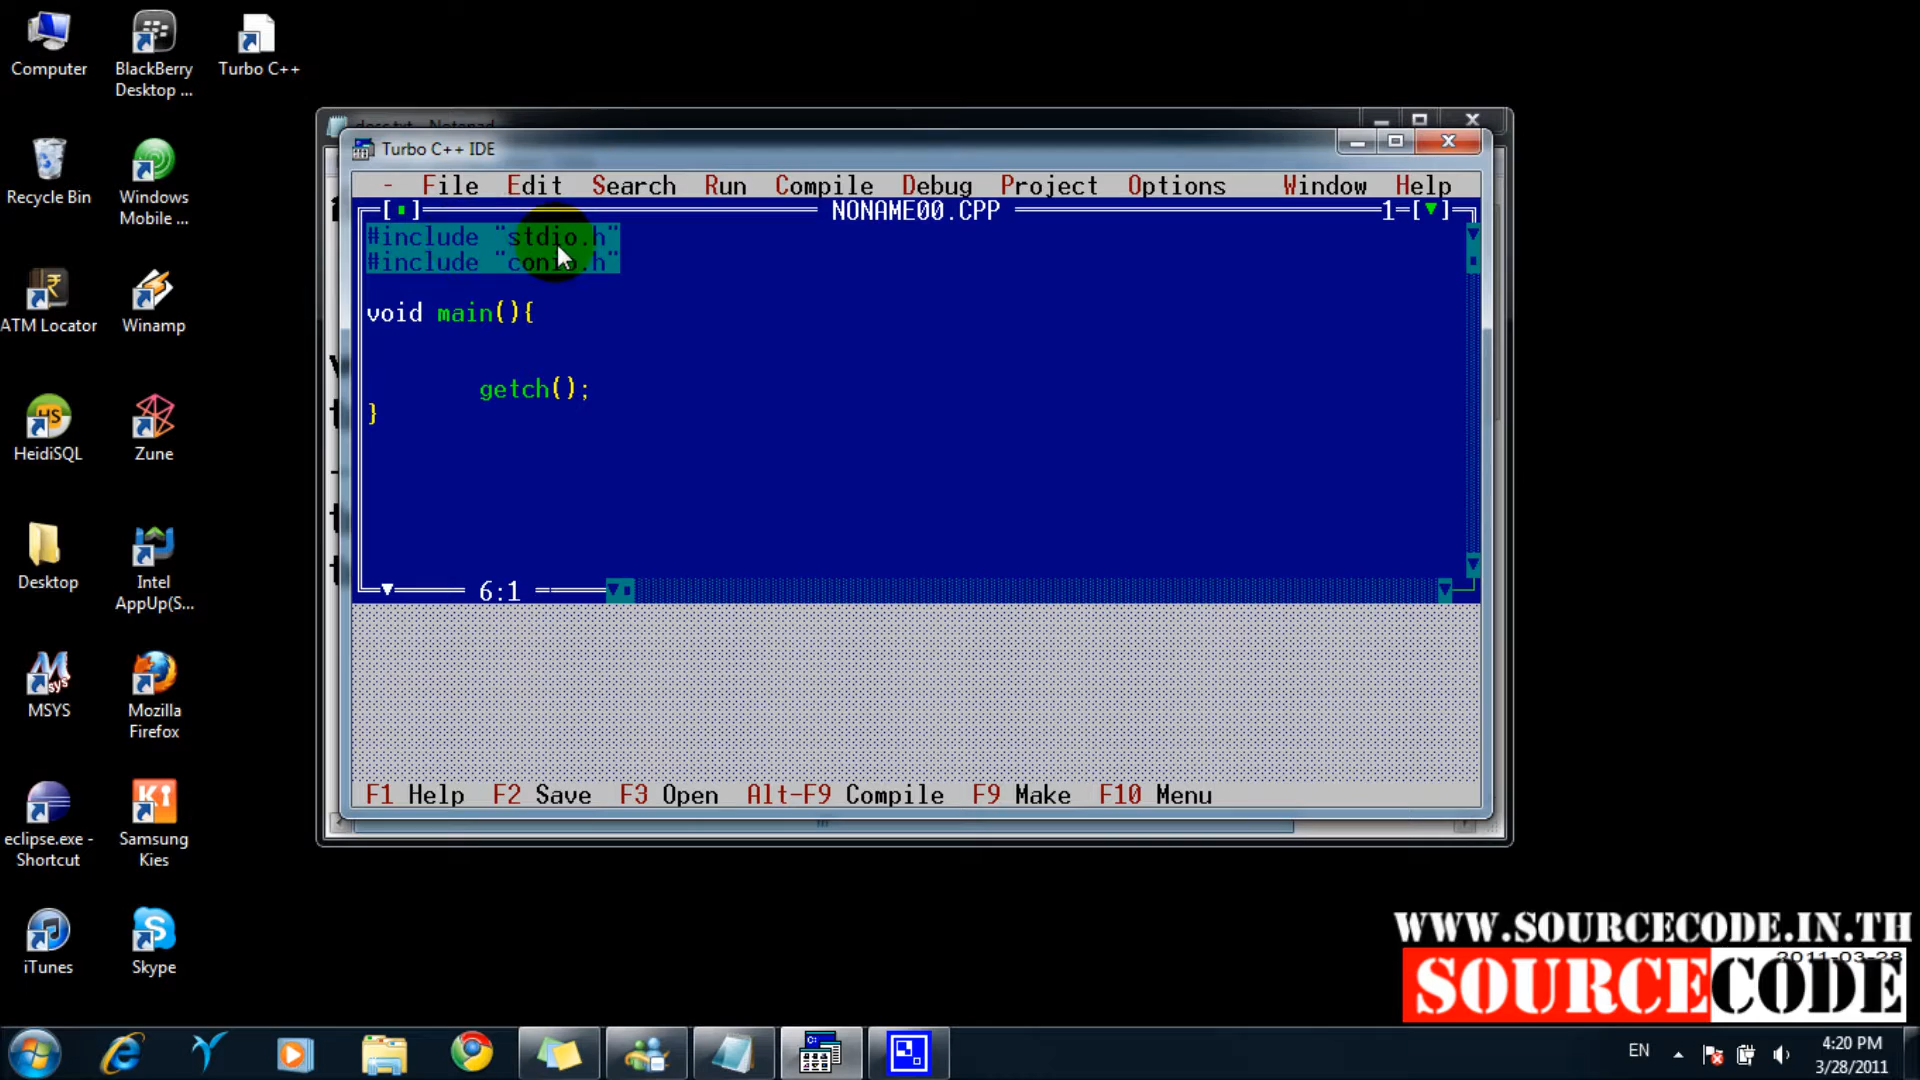 Computer
BlackBerry
Desktop ...
Turbo C++
Recycle Bin
Windows
Mobile ...
ATM Locator
Winamp
HeidiSQL
Zune
Desktop
Intel
AppUp(S...
MSYS
Mozilla
Firefox
eclipse.exe -
Shortcut
Samsung
Kies
iTunes
Skype
Turbo C++ IDE
- File Edit Search Run Compile Debug Project Options Window Help
NONAME00.CPP 1
#include "stdio.h"
#include "conio.h"
void main(){
getch();
}
6:1
F1 Help F2 Save F3 Open Alt-F9 Compile F9 Make F10 Menu
WWW.SOURCECODE.IN.TH
2011-03-28
SOURCECODE
EN
4:20 PM
3/28/2011